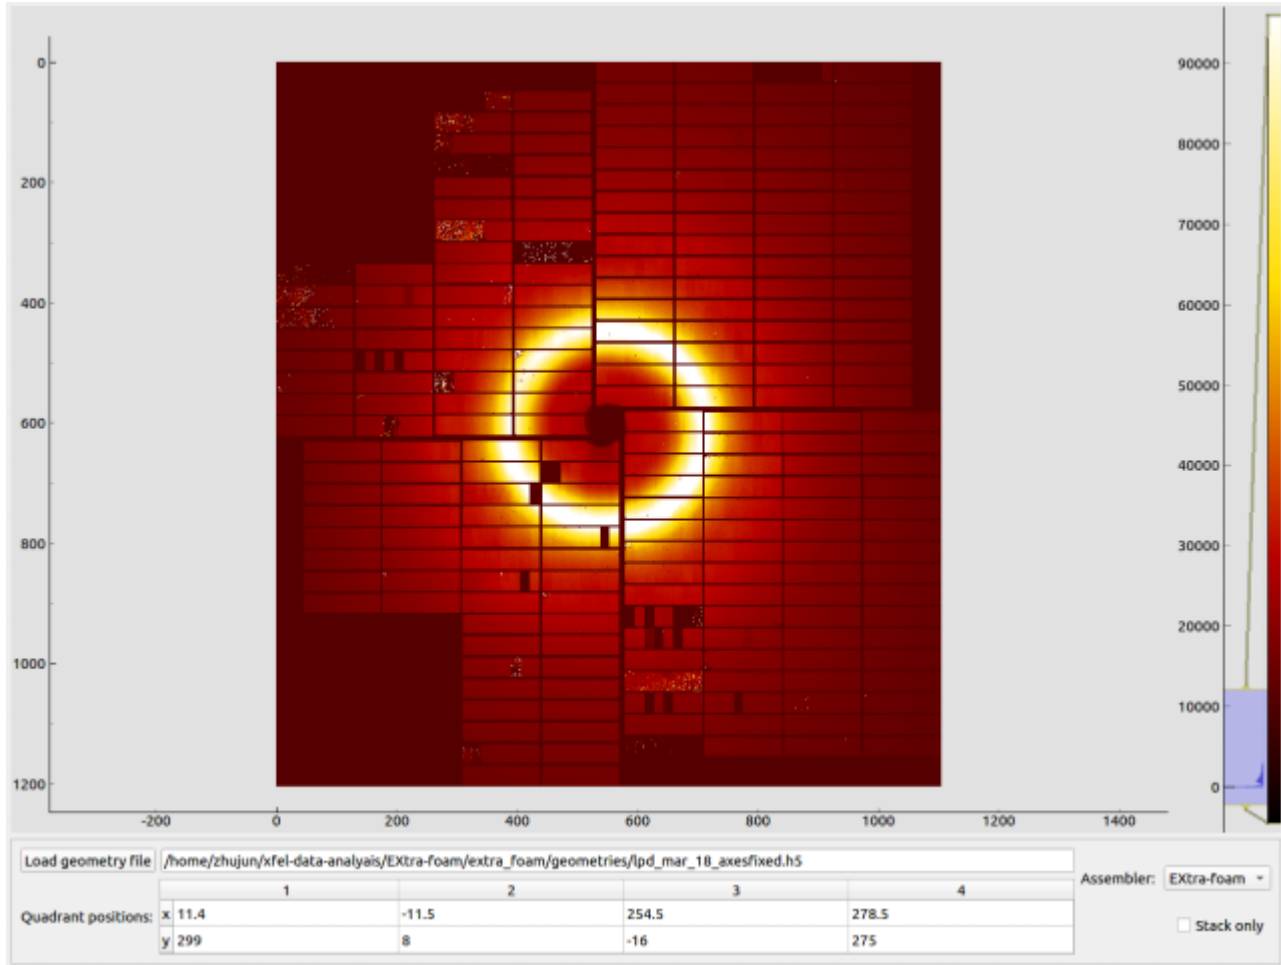 0
200
400
600
800
1000
1200
-200 0 200 400 600 800 1000 1200 1400
90000
80000
70000
60000
50000
40000
30000
20000
10000
0
Load geometry file /home/zhujun/xfel-data-analyais/EXtra-foam/extra_foam/geometries/lpd_mar_18_axesfixed.h5
Assembler: EXtra-foam
1 2 3 4
Quadrant positions:
x 11.4 -11.5 254.5 278.5
y 299 8 -16 275
Stack only